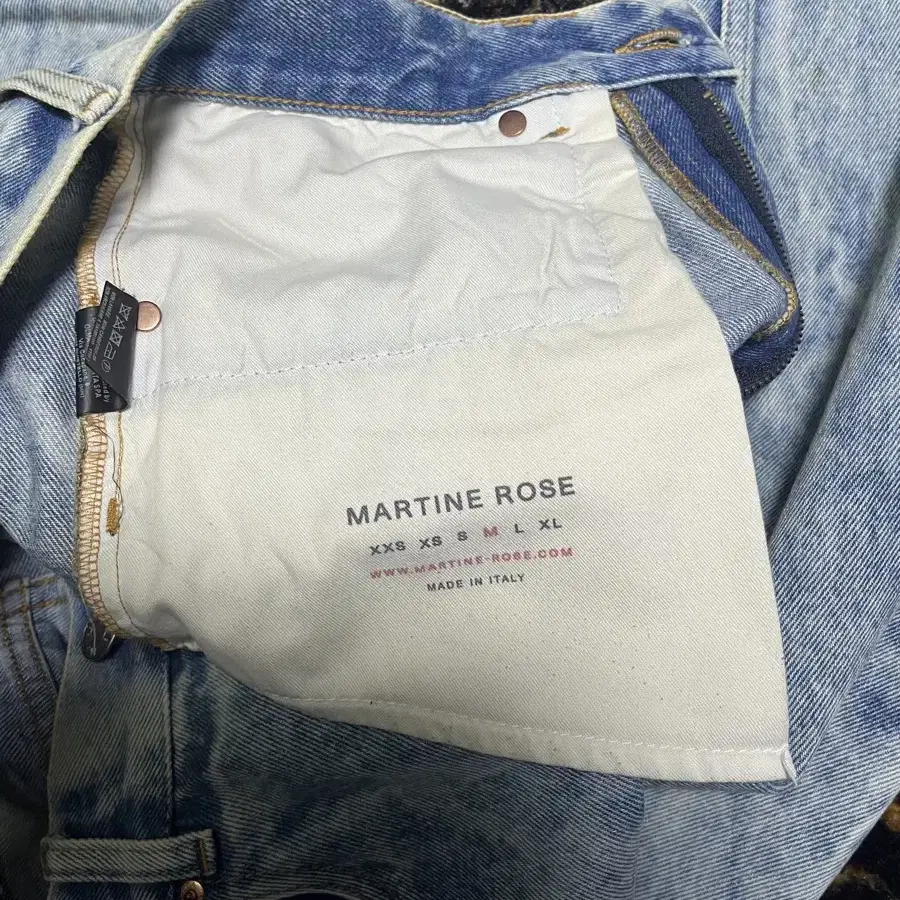 MARTINE ROSE
XXS XS S M L XL
WWW.MARTINE-ROSE.COM
MADE IN ITALY